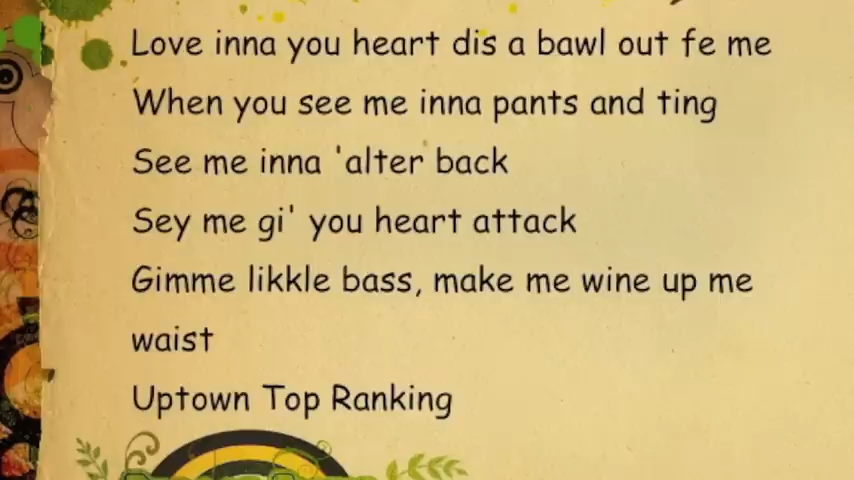 Love inna you heart dis a bawl out fe me
When you see me inna pants and ting
See me inna 'alter back
Sey me gi' you heart attack
Gimme likkle bass, make me wine up me
waist
Uptown Top Ranking